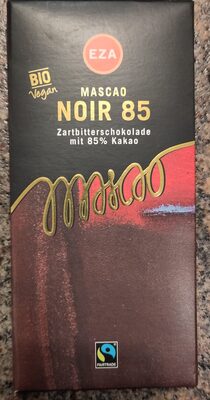 EZA
BIO
Vegan
MASCAO
NOIR 85
Zartbitterschokolade
mit 85% Kakao
Mascao
FAIRTRADE